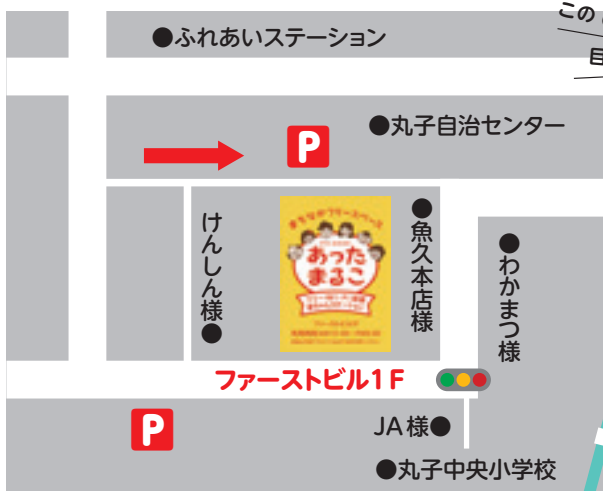 この
目
●ふれあいステーション
●丸子自治センター
P
けんしん様●
まちなかフリースペース
あった
まるこ
●魚久本店様
●わかまつ様
ファーストビル1F
P
JA様●
●丸子中央小学校